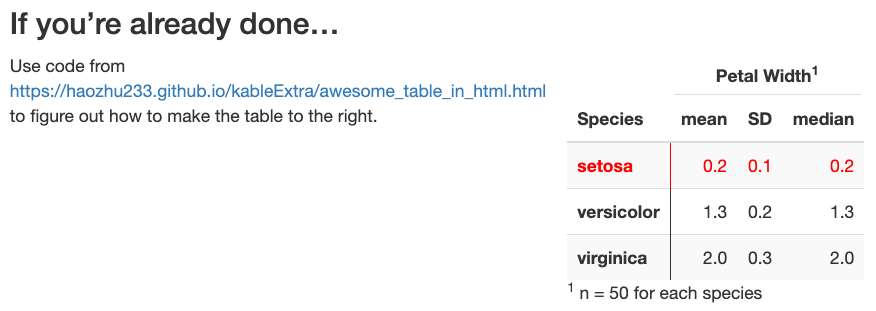 If you’re already done…
Use code from
https://haozhu233.github.io/kableExtra/awesome_table_in_html.html
to figure out how to make the table to the right.
Petal Width¹
Species mean SD median
setosa 0.2 0.1 0.2
versicolor 1.3 0.2 1.3
virginica 2.0 0.3 2.0
¹ n = 50 for each species